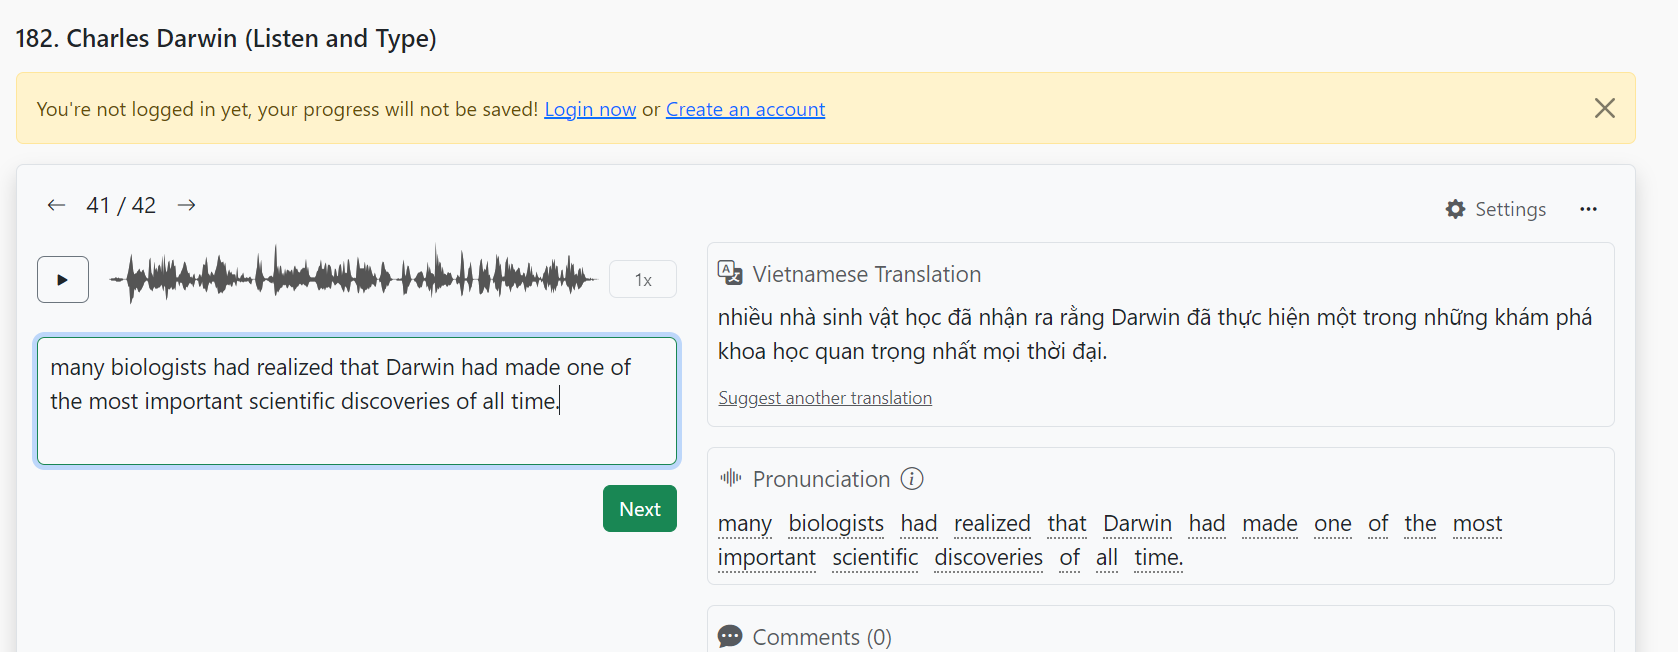 182. Charles Darwin (Listen and Type)
You're not logged in yet, your progress will not be saved! Login now or Create an account
41 / 42
Settings
1x
many biologists had realized that Darwin had made one of
the most important scientific discoveries of all time.
Next
Vietnamese Translation
nhiều nhà sinh vật học đã nhận ra rằng Darwin đã thực hiện một trong những khám phá
khoa học quan trọng nhất mọi thời đại.
Suggest another translation
Pronunciation
many biologists had realized that Darwin had made one of the most
important scientific discoveries of all time.
Comments (0)